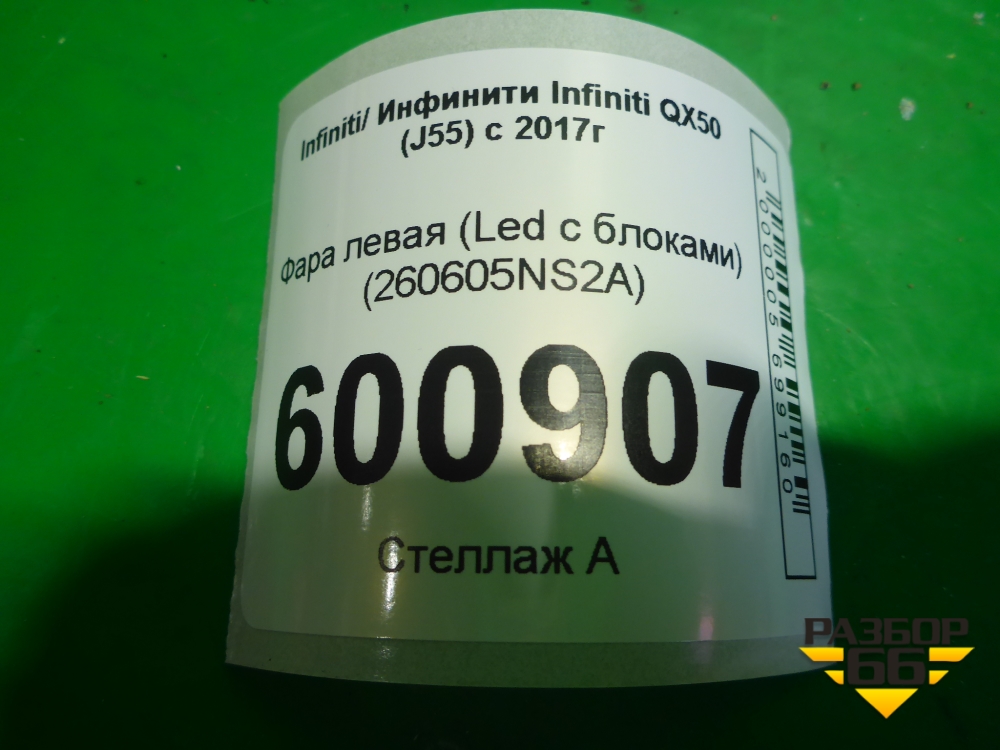 Infiniti/ Инфинити Infiniti QX50
(J55) с 2017г
Фара левая (Led с блоками)
(260605NS2A)
600907
Стеллаж А
2000005699160
РАЗБОР
66